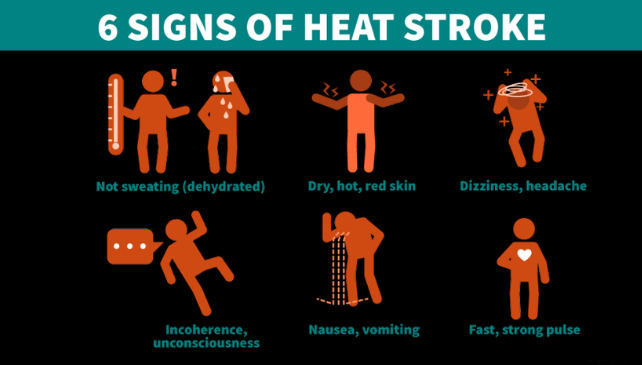 6 SIGNS OF HEAT STROKE
Not sweating (dehydrated)
Dry, hot, red skin
Dizziness, headache
Incoherence,
unconsciousness
Nausea, vomiting
Fast, strong pulse